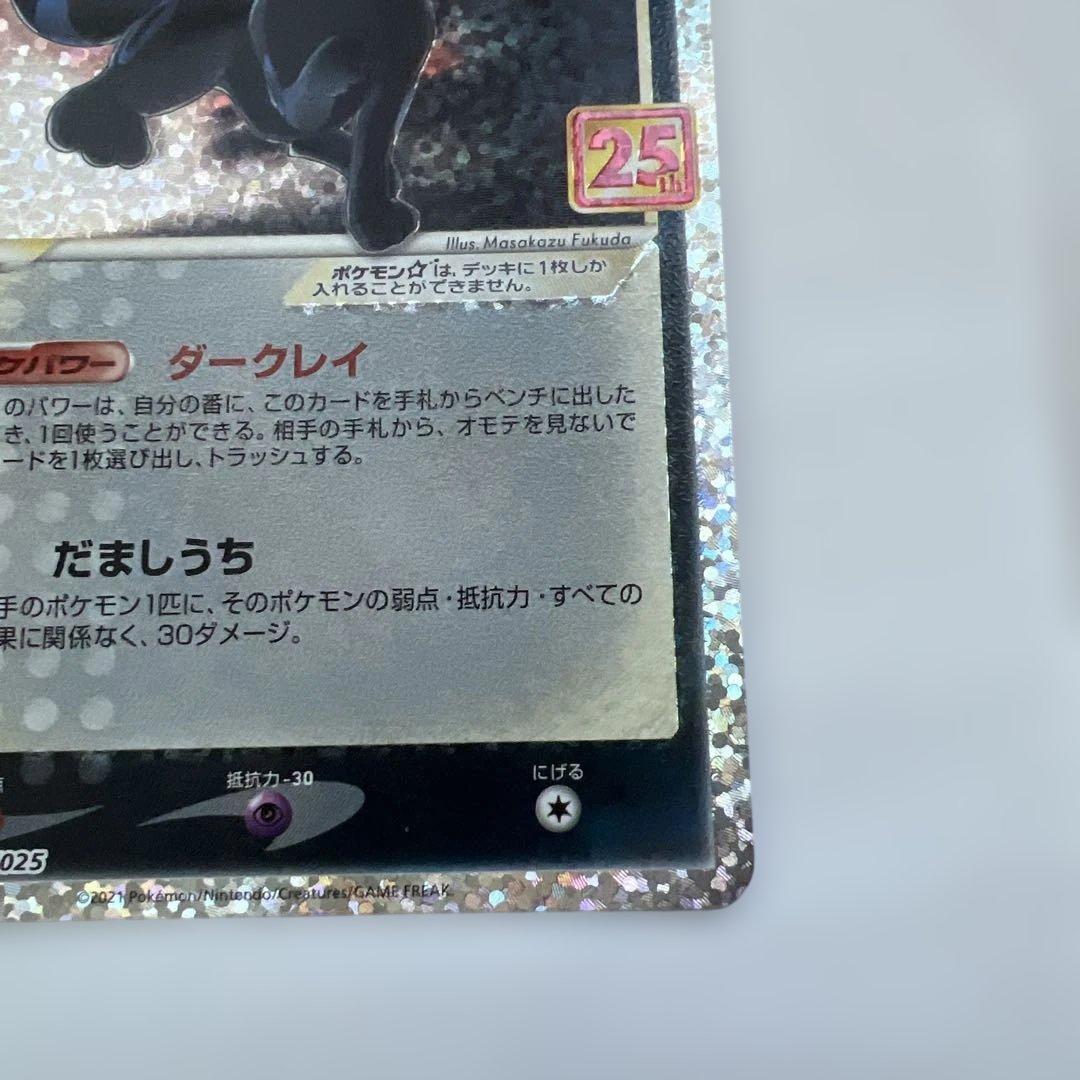 25th
Illus. Masakazu Fukuda
ポケモン☆は、デッキに1枚しか
入れることができません。
ケパワー ダークレイ
のパワーは、自分の番に、このカードを手札からベンチに出した
き、1回使うことができる。相手の手札から、オモテを見ないで
ードを1枚選び出し、トラッシュする。
だましうち
手のポケモン1匹に、そのポケモンの弱点・抵抗力・すべての
果に関係なく、30ダメージ。
抵抗力-30
にげる
025
©2021 Pokémon/Nintendo/Creatures/GAME FREAK